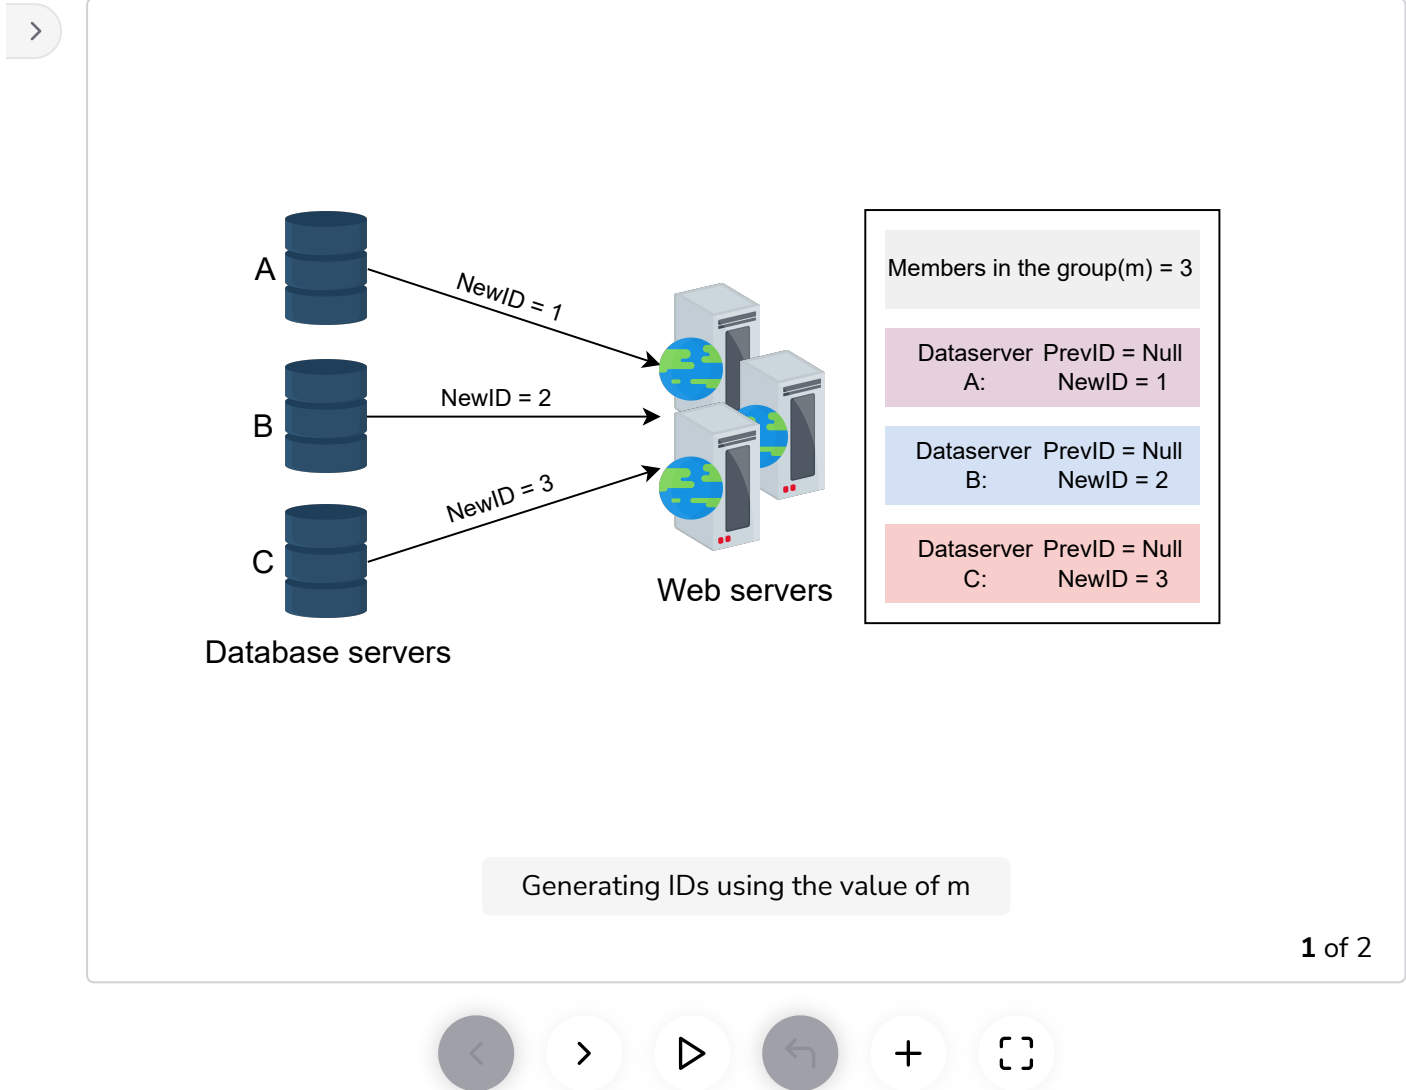 A
NewID = 1
B
NewID = 2
C
NewID = 3
Database servers
Web servers
Members in the group(m) = 3
Dataserver PrevID = Null
A: NewID = 1
Dataserver PrevID = Null
B: NewID = 2
Dataserver PrevID = Null
C: NewID = 3
Generating IDs using the value of m
1 of 2